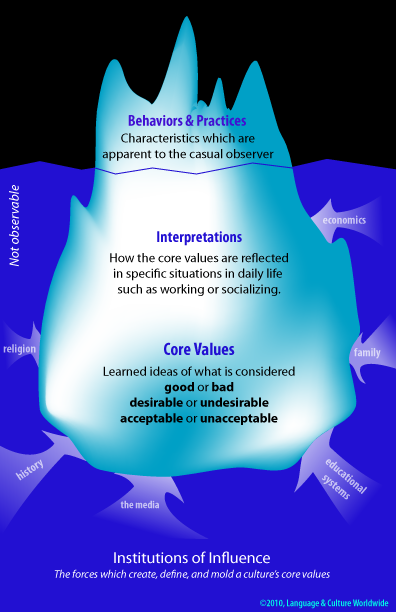 Behaviors & Practices
Characteristics which are
apparent to the casual observer
Not observable
economics
Interpretations
How the core values are reflected
in specific situations in daily life
such as working or socializing.
religion
family
Core Values
Learned ideas of what is considered
good or bad
desirable or undesirable
acceptable or unacceptable
history
the media
educational
systems
Institutions of Influence
The forces which create, define, and mold a culture's core values
©2010, Language & Culture Worldwide